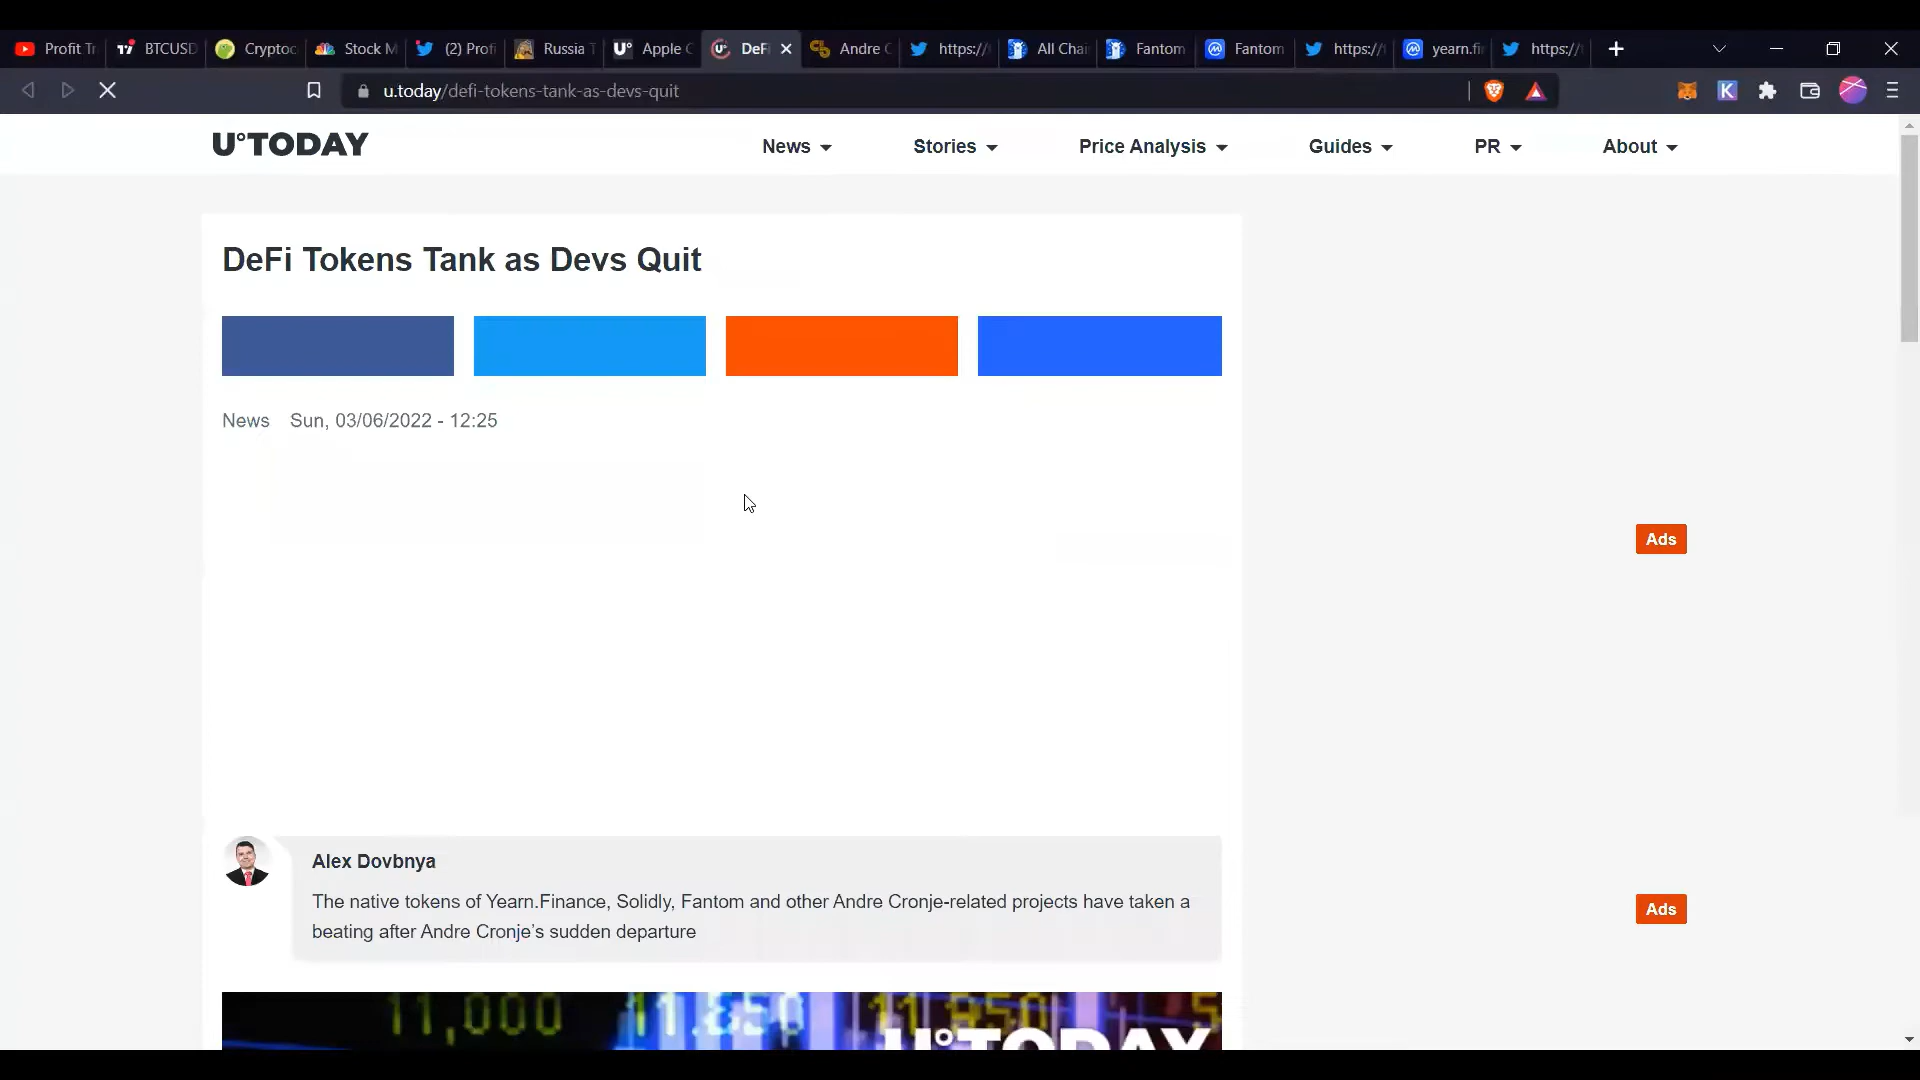 Profit Tr
BTCUSD
Cryptoc
Stock M
(2) Profi
Russia T
Apple C
DeFi
Andre C
https://
All Chai
Fantom
Fantom
https://t
yearn.fi
https://
u.today/defi-tokens-tank-as-devs-quit
U°TODAY
News
Stories
Price Analysis
Guides
PR
About
DeFi Tokens Tank as Devs Quit
News Sun, 03/06/2022 - 12:25
Ads
Alex Dovbnya
The native tokens of Yearn.Finance, Solidly, Fantom and other Andre Cronje-related projects have taken a
beating after Andre Cronje's sudden departure
Ads
11,000
U°TODAY